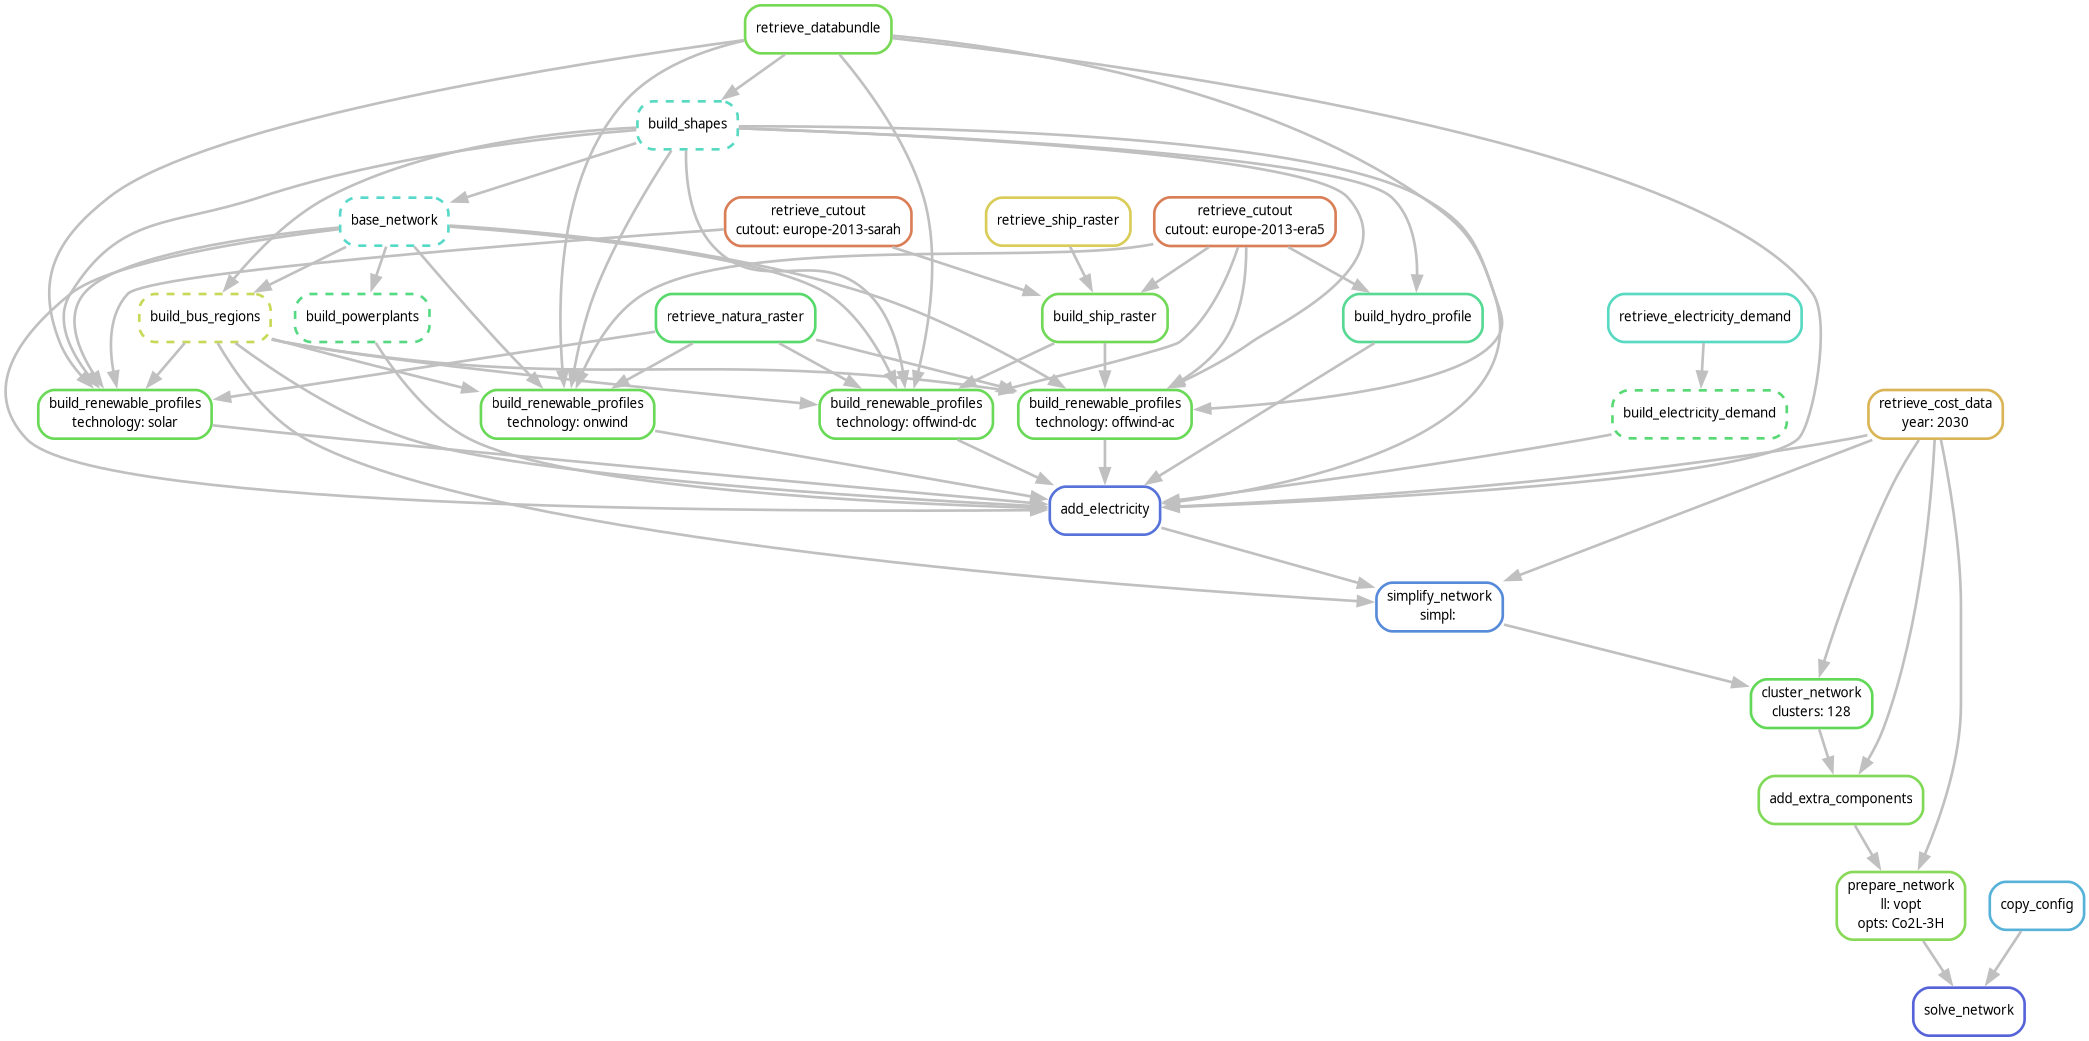 retrieve_databundle
build_shapes
base_network
retrieve_cutout
cutout: europe-2013-sarah
retrieve_ship_raster
retrieve_cutout
cutout: europe-2013-era5
build_bus_regions
build_powerplants
retrieve_natura_raster
build_ship_raster
build_hydro_profile
retrieve_electricity_demand
build_renewable_profiles
technology: solar
build_renewable_profiles
technology: onwind
build_renewable_profiles
technology: offwind-dc
build_renewable_profiles
technology: offwind-ac
build_electricity_demand
retrieve_cost_data
year: 2030
add_electricity
simplify_network
simpl:
cluster_network
clusters: 128
add_extra_components
prepare_network
ll: vopt
opts: Co2L-3H
copy_config
solve_network